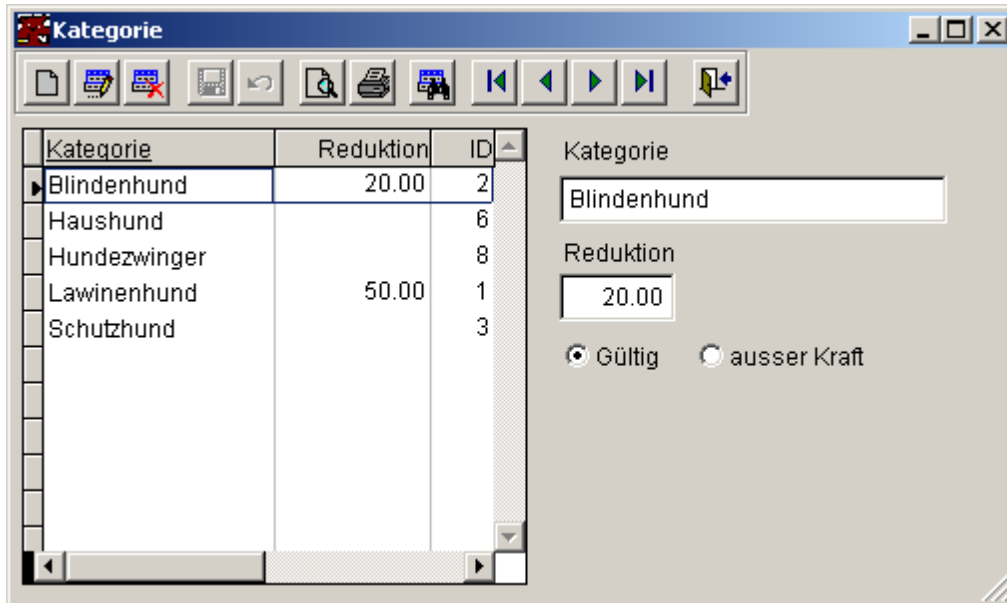 Kategorie
Kategorie Reduktion ID
Blindenhund 20.00 2
Haushund 6
Hundezwinger 8
Lawinenhund 50.00 1
Schutzhund 3
Kategorie
Blindenhund
Reduktion
20.00
Gültig ausser Kraft